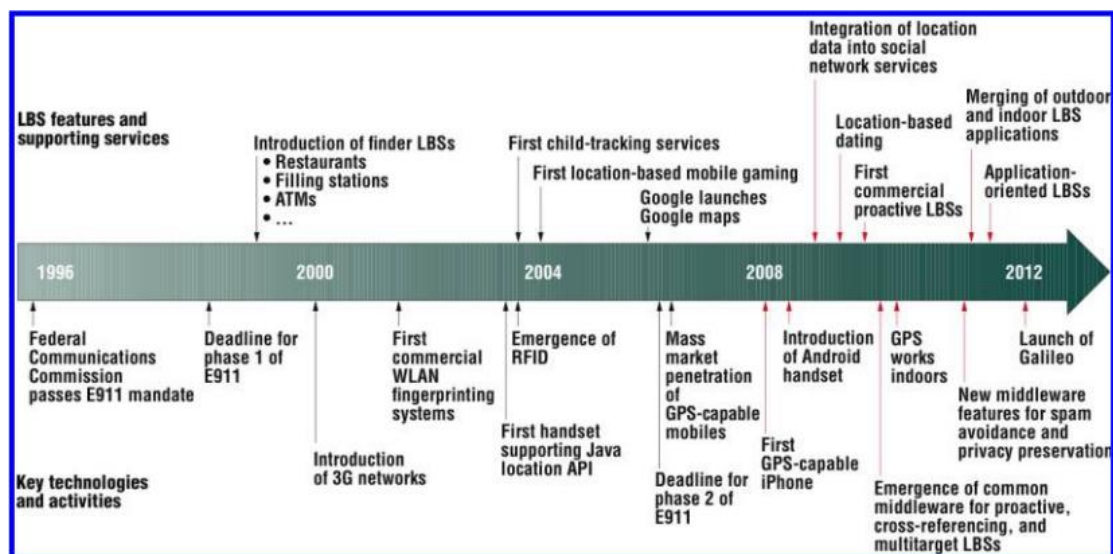 Integration of location
data into social
network services
LBS features and
supporting services
Introduction of finder LBSs
• Restaurants
• Filling stations
• ATMs
• ...
First child-tracking services
First location-based mobile gaming
Google launches
Google maps
Location-based
dating
First
commercial
proactive LBSs
Merging of outdoor
and indoor LBS
applications
Application-
oriented LBSs
1996 2000 2004 2008 2012
Federal
Communications
Commission
passes E911 mandate
Deadline for
phase 1 of
E911
Introduction
of 3G networks
First
commercial
WLAN
fingerprinting
systems
First handset
supporting Java
location API
Emergence of
RFID
Deadline for
phase 2 of
E911
Mass
market
penetration
of
GPS-capable
mobiles
First
GPS-capable
iPhone
Introduction
of Android
handset
Emergence of common
middleware for proactive,
cross-referencing, and
multitarget LBSs
GPS
works
indoors
New middleware
features for spam
avoidance and
privacy preservation
Launch of
Galileo
Key technologies
and activities